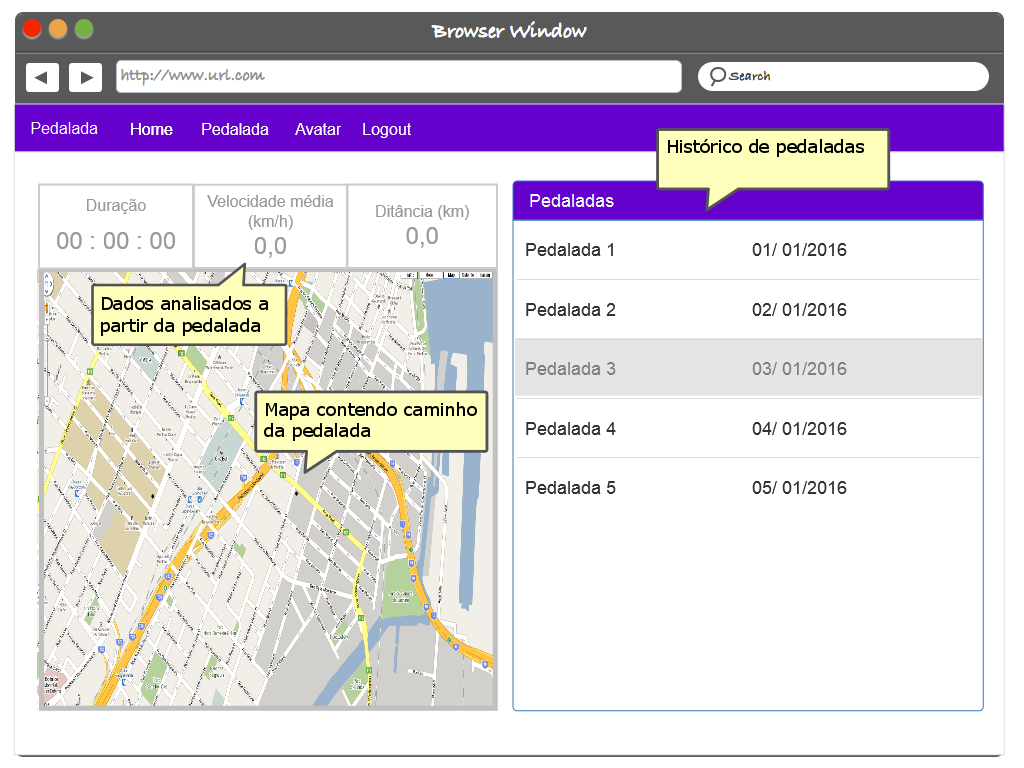 Browser Window
http://www.url.com
Search
Pedalada Home Pedalada Avatar Logout
Histórico de pedaladas
Duração
00 : 00 : 00
Velocidade média
(km/h)
0,0
Ditância (km)
0,0
Dados analisados a
partir da pedalada
Mapa contendo caminho
da pedalada
Pedaladas
Pedalada 1 01/ 01/2016
Pedalada 2 02/ 01/2016
Pedalada 3 03/ 01/2016
Pedalada 4 04/ 01/2016
Pedalada 5 05/ 01/2016